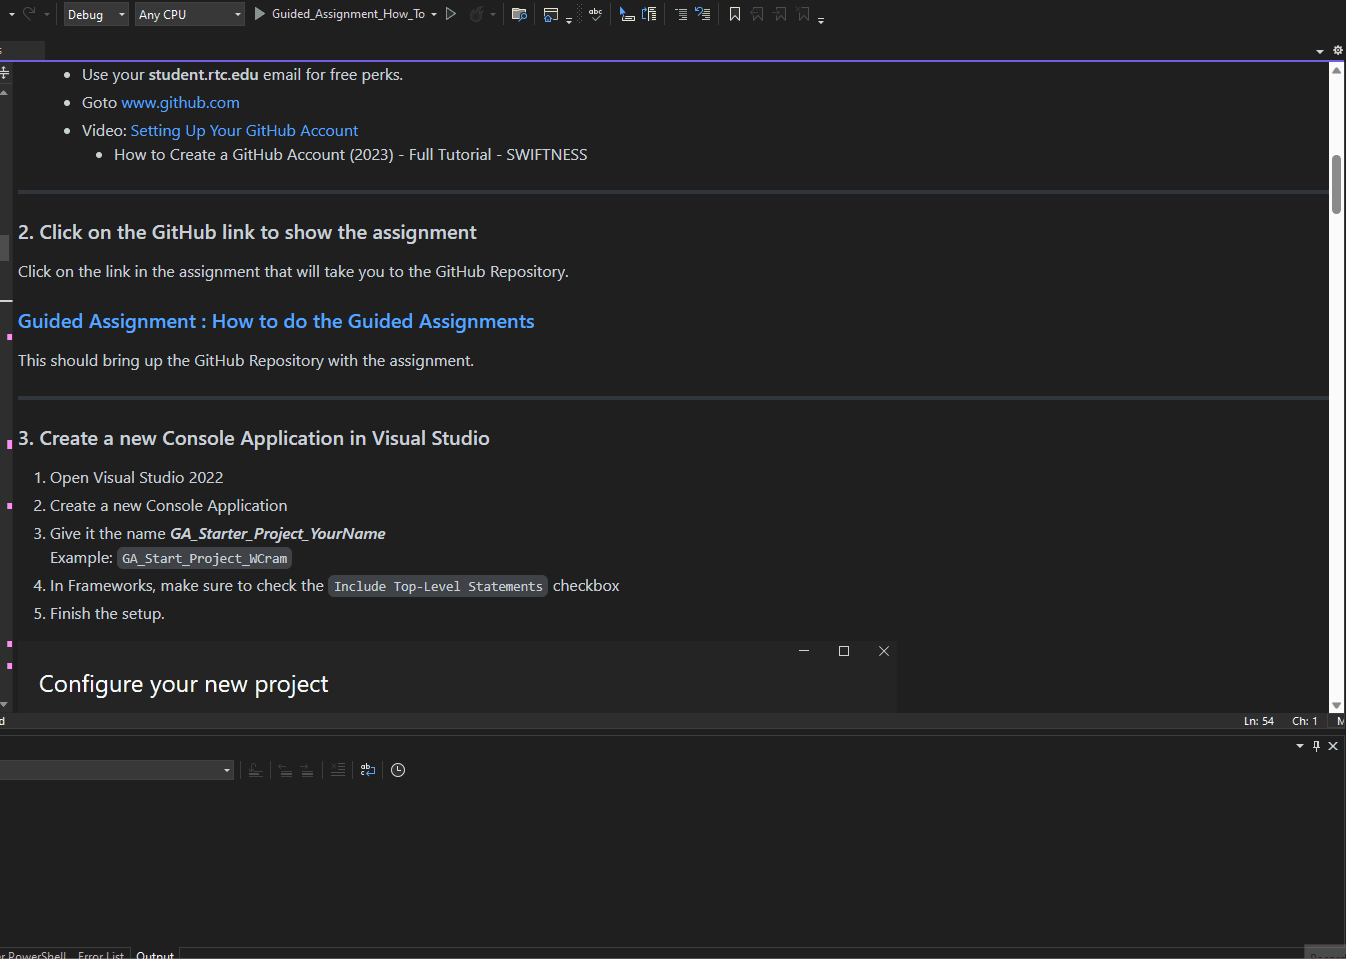 Debug Any CPU Guided_Assignment_How_To
Use your student.rtc.edu email for free perks.
Goto www.github.com
Video: Setting Up Your GitHub Account
How to Create a GitHub Account (2023) - Full Tutorial - SWIFTNESS
2. Click on the GitHub link to show the assignment
Click on the link in the assignment that will take you to the GitHub Repository.
Guided Assignment : How to do the Guided Assignments
This should bring up the GitHub Repository with the assignment.
3. Create a new Console Application in Visual Studio
1. Open Visual Studio 2022
2. Create a new Console Application
3. Give it the name GA_Starter_Project_YourName
Example: GA_Start_Project_WCram
4. In Frameworks, make sure to check the Include Top-Level Statements checkbox
5. Finish the setup.
Configure your new project
Ln: 54 Ch: 1
PowerShell Error List Output